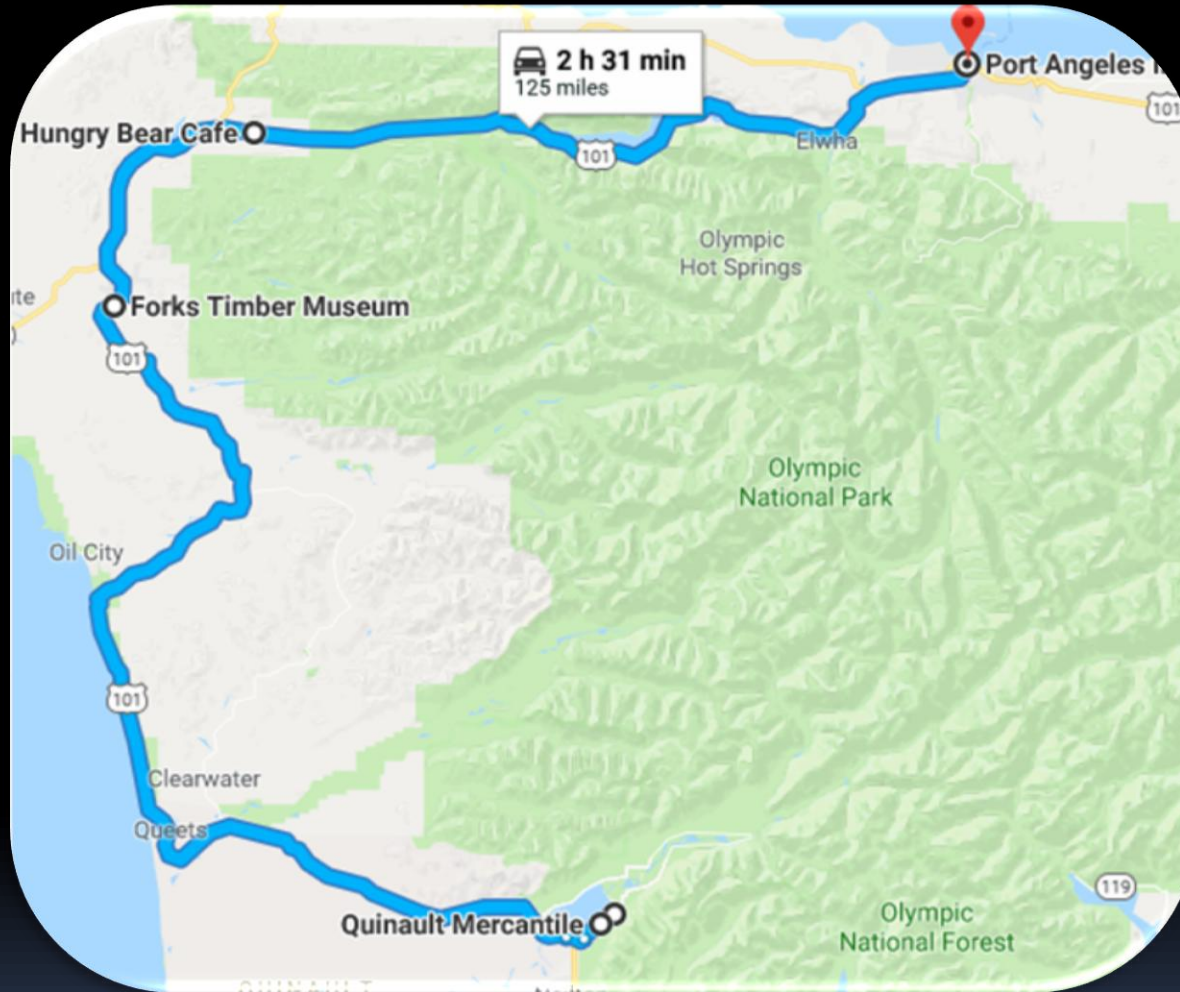 2 h 31 min
125 miles
Port Angeles
101
Hungry Bear Cafe
Elwha
101
Olympic
Hot Springs
Forks Timber Museum
101
Olympic
National Park
Oil City
101
Clearwater
Queets
119
Quinault Mercantile
Olympic
National Forest